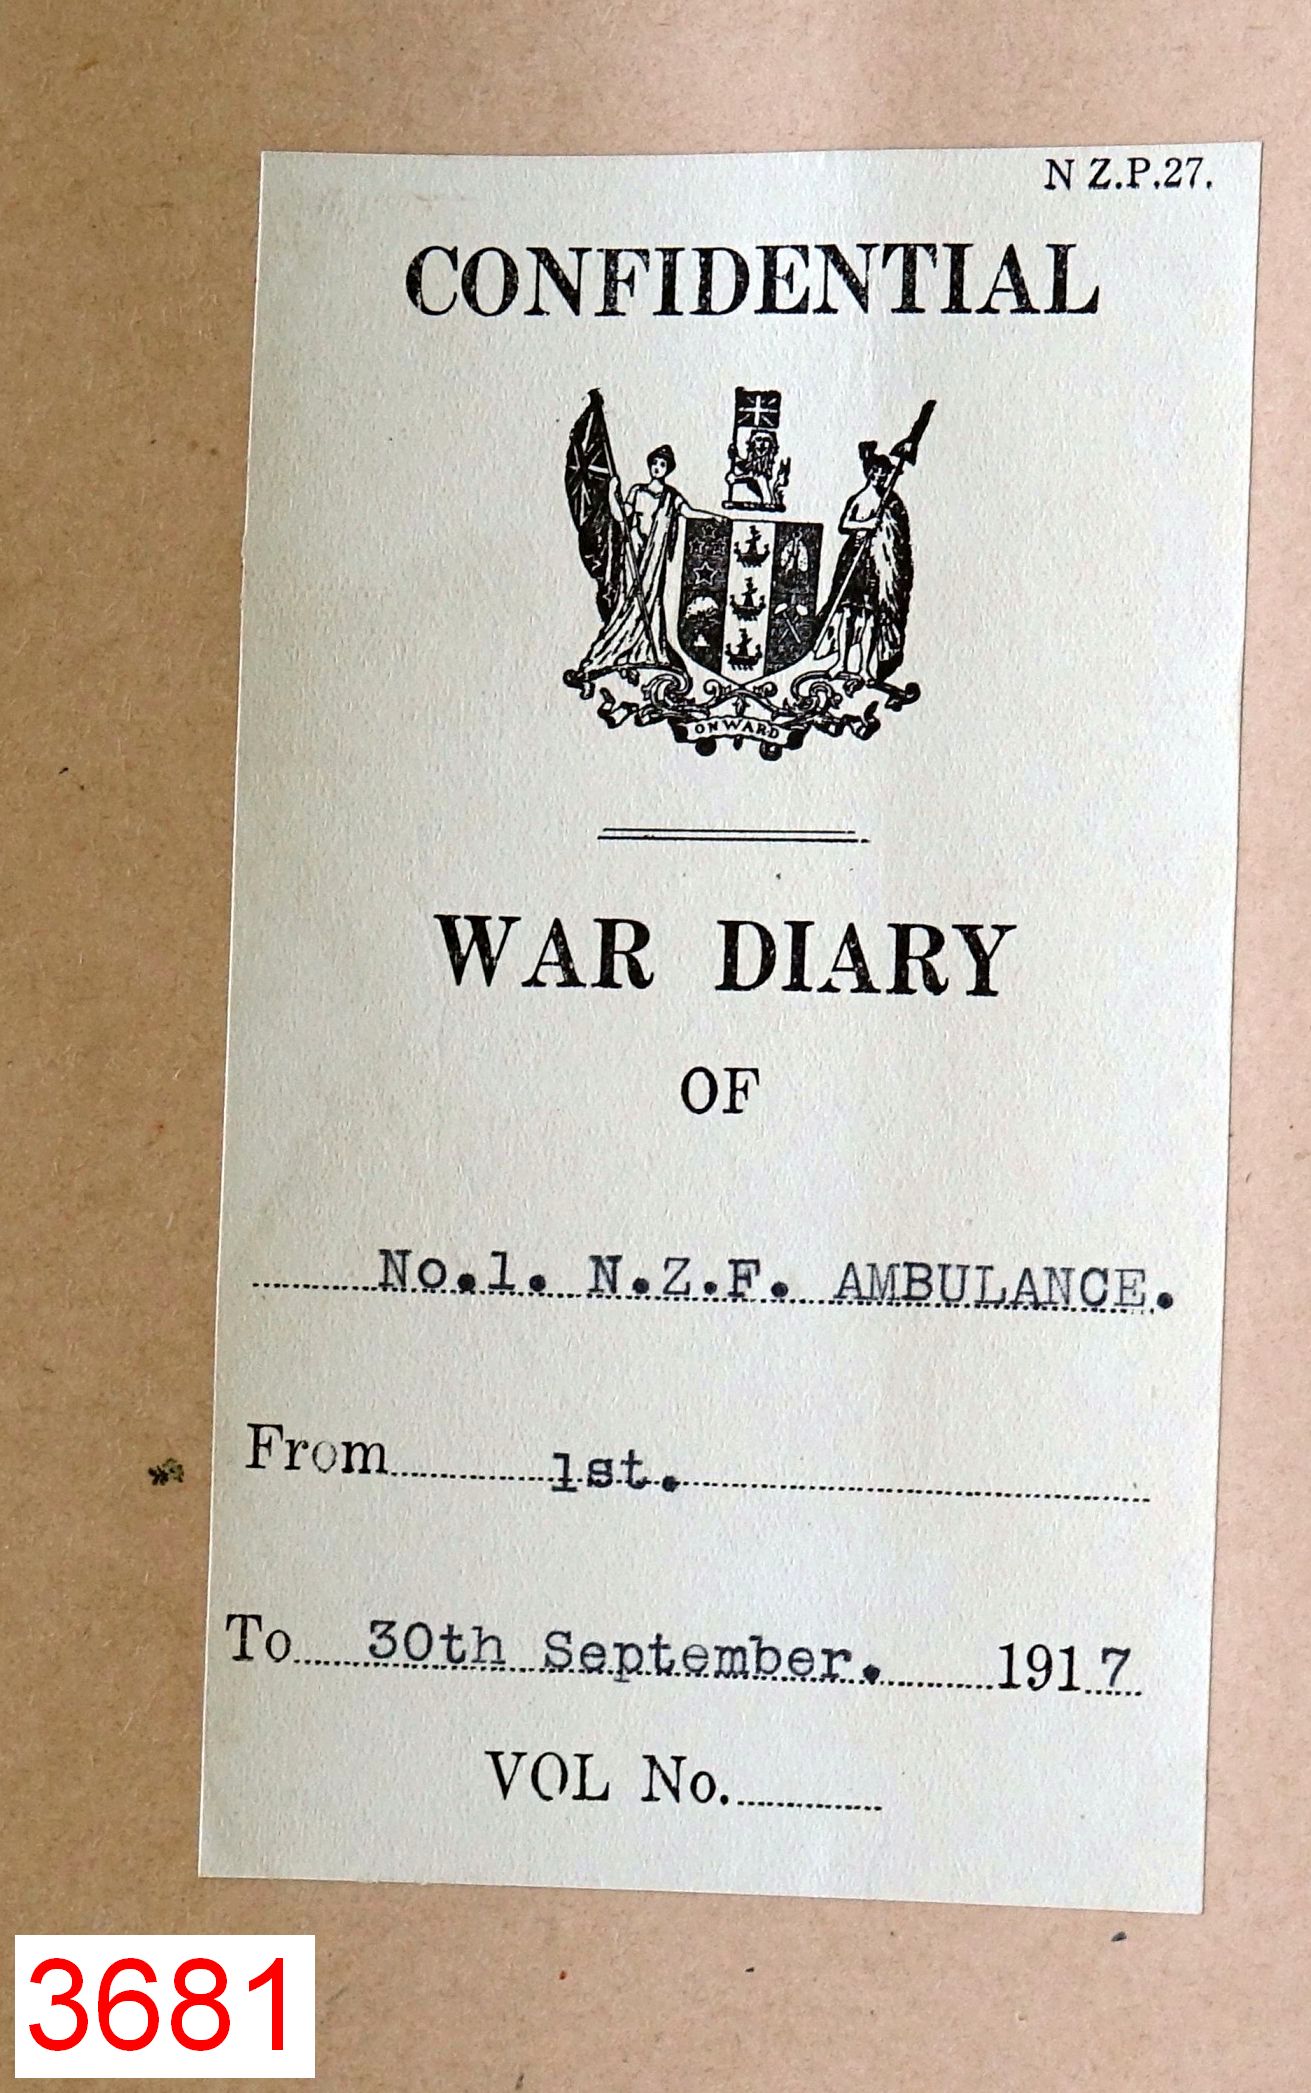 N Z.P.27.
CONFIDENTIAL
ONWARD
WAR DIARY
OF
No.1. N.Z.F. AMBULANCE.
From 1st.
To 30th September. 1917
VOL No.
3681